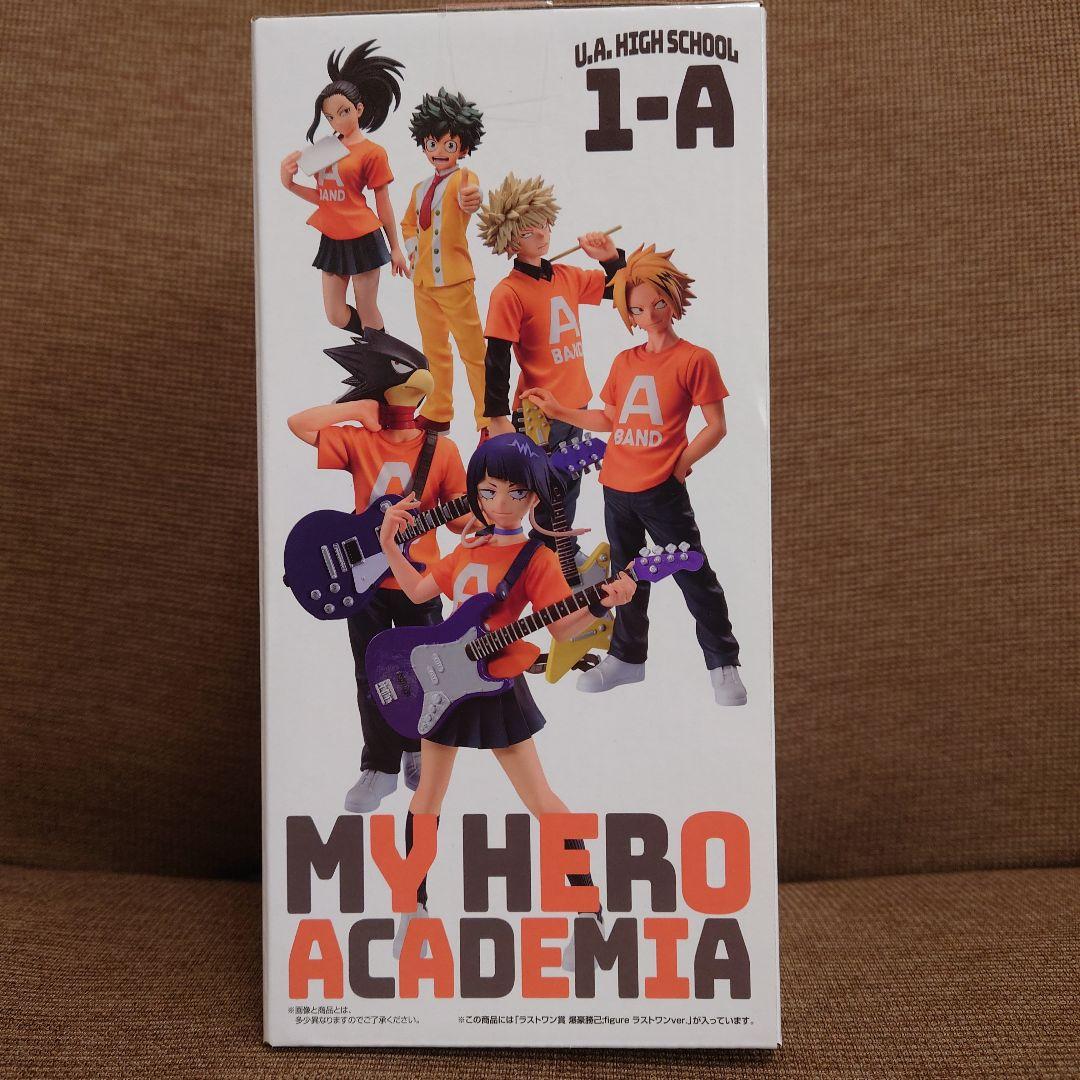 U.A. HIGH SCHOOL
1-A
A
BAND
A
BAND
A
BAND
A
A
MY HERO
ACADEMIA
※画像と商品とは、
多少異なりますのでご了承ください。
※この商品には「ラストワン賞 爆豪勝己;figure ラストワンver.」が入っています。